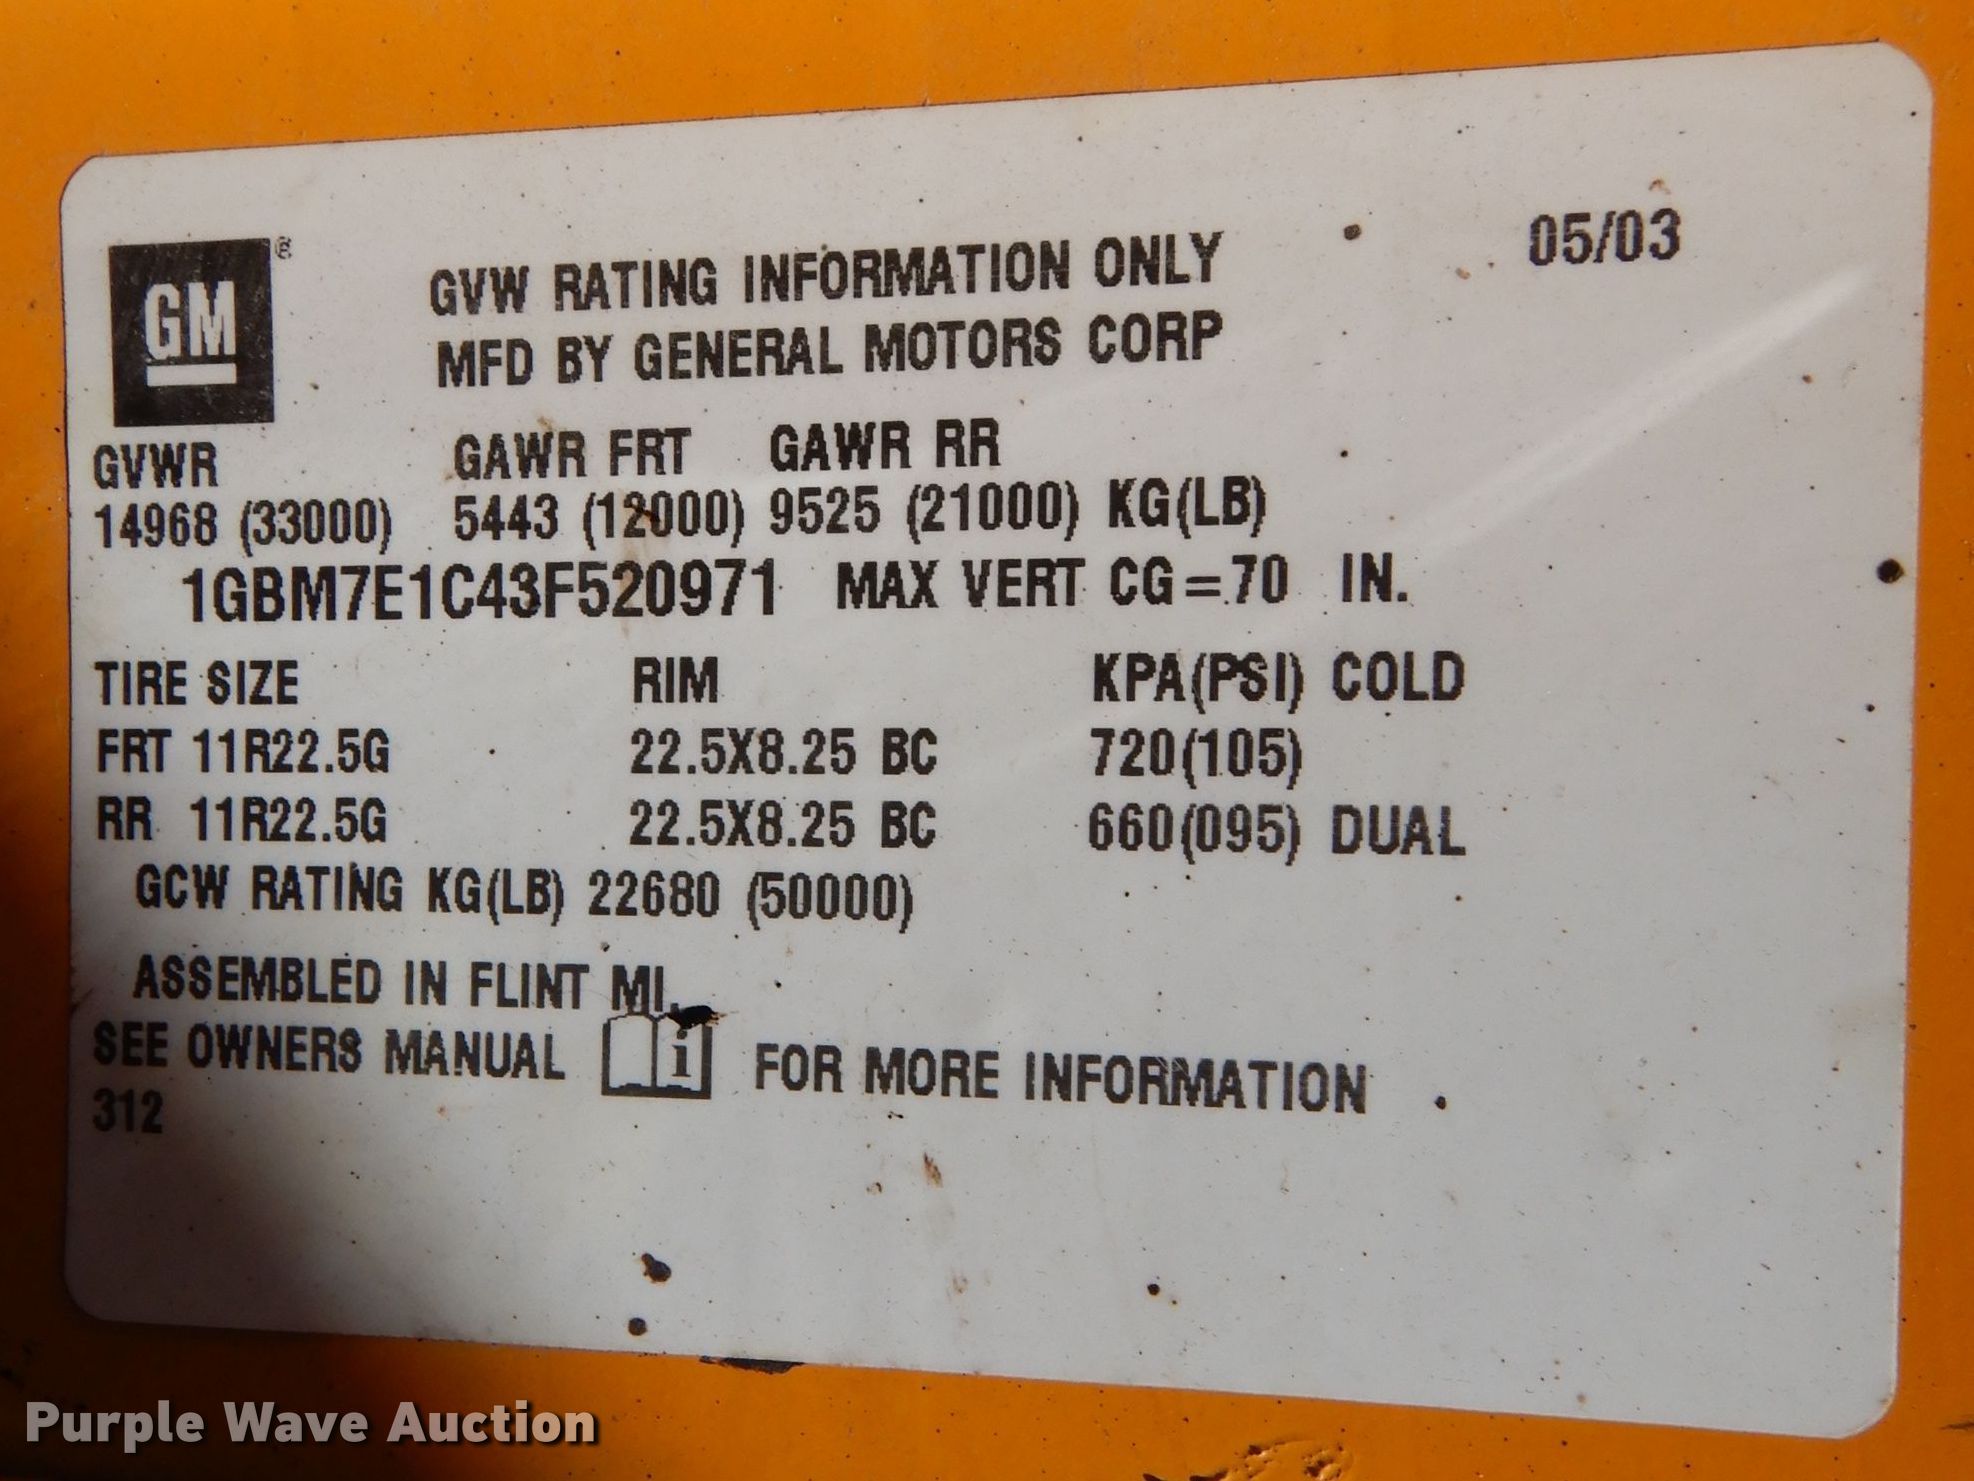 GM®
GVW RATING INFORMATION ONLY 05/03
MFD BY GENERAL MOTORS CORP
GVWR GAWR FRT GAWR RR
14968 (33000) 5443 (12000) 9525 (21000) KG(LB)
1GBM7E1C43F520971 MAX VERT CG=70 IN.
TIRE SIZE RIM KPA(PSI) COLD
FRT 11R22.5G 22.5X8.25 BC 720(105)
RR 11R22.5G 22.5X8.25 BC 660(095) DUAL
GCW RATING KG(LB) 22680 (50000)
ASSEMBLED IN FLINT MI.
SEE OWNERS MANUAL i FOR MORE INFORMATION
312
Purple Wave Auction